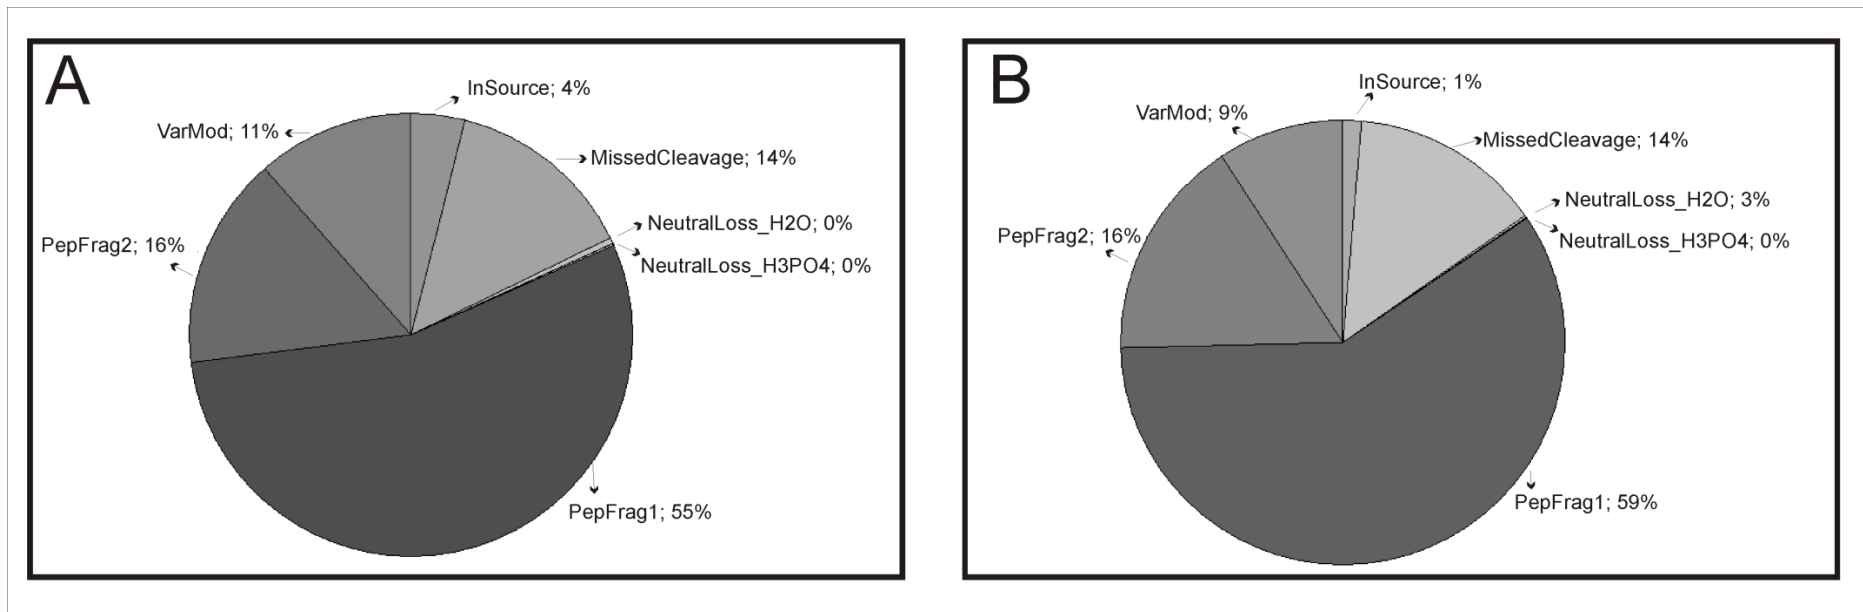 A
InSource; 4%
VarMod; 11%
MissedCleavage; 14%
NeutralLoss_H2O; 0%
PepFrag2; 16%
NeutralLoss_H3PO4; 0%
PepFrag1; 55%
B
InSource; 1%
VarMod; 9%
MissedCleavage; 14%
NeutralLoss_H2O; 3%
PepFrag2; 16%
NeutralLoss_H3PO4; 0%
PepFrag1; 59%